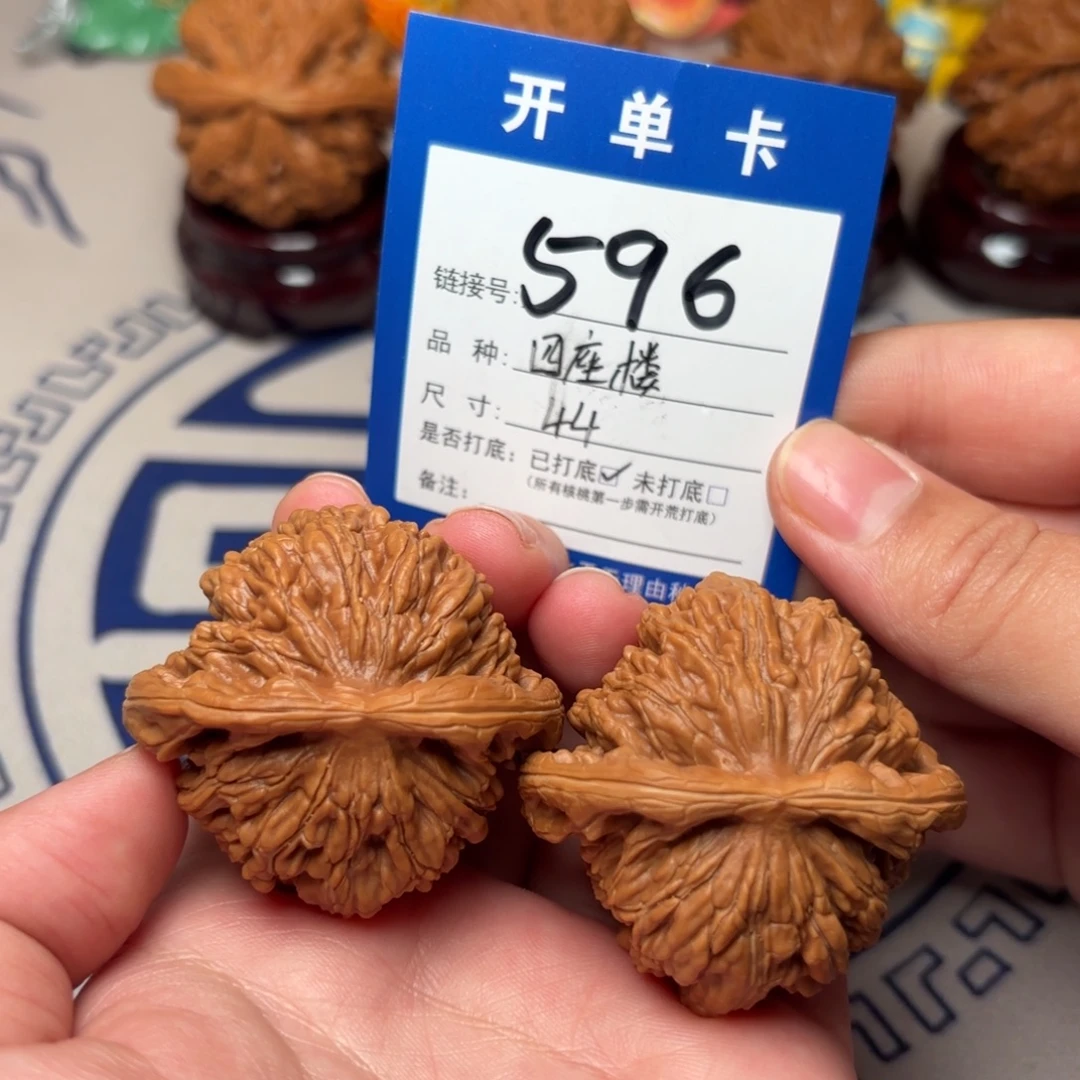 开单卡
链接号: 596
品 种: 四座楼
尺 寸: 44
是否打底: 已打底☑ 未打底☐
(所有核桃第一步需开荒打底)
备注:
理由